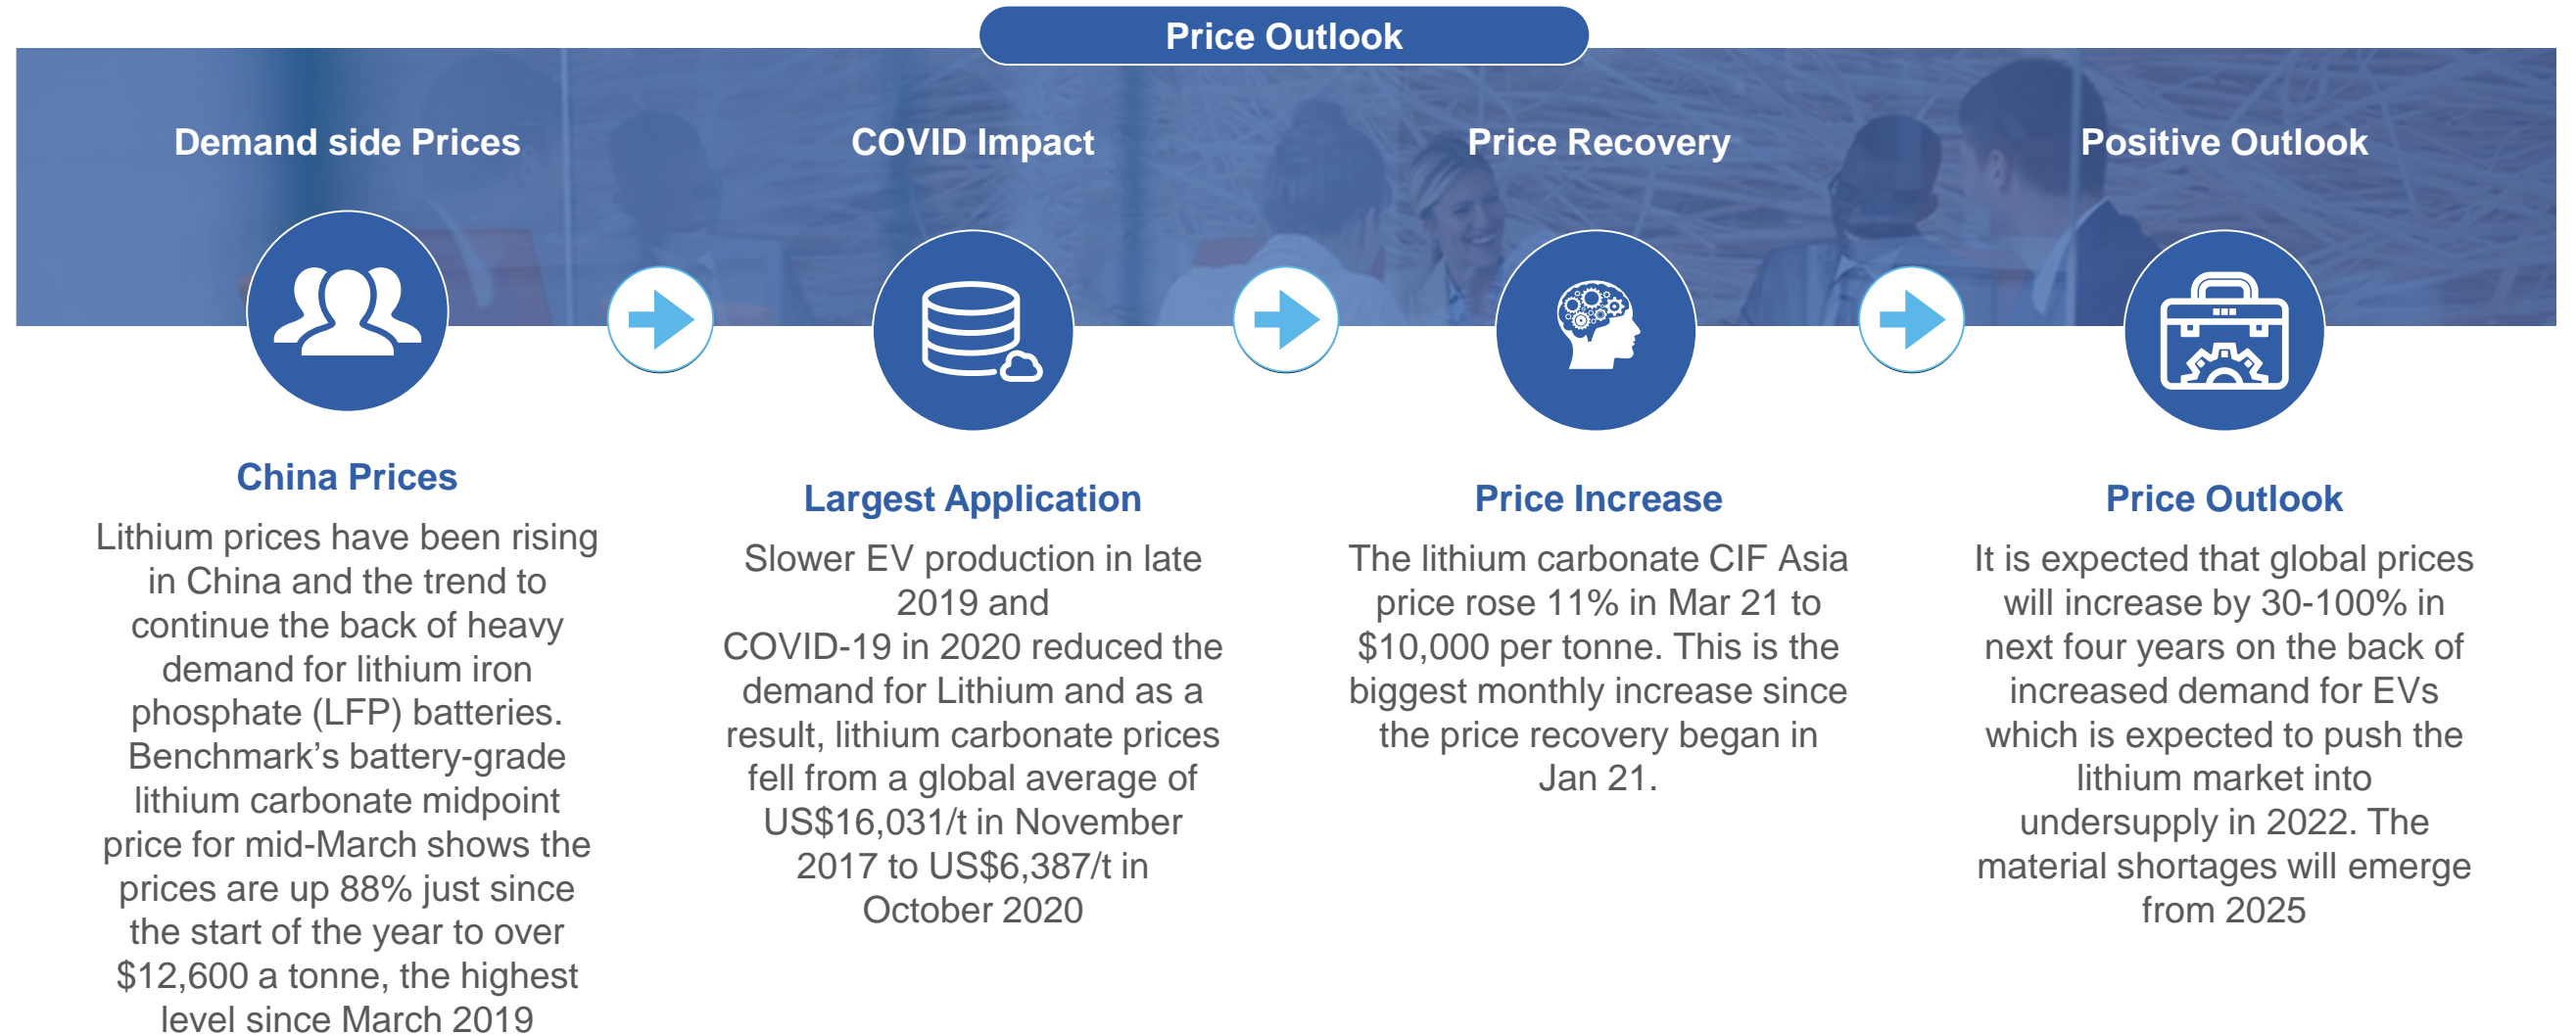 Price Outlook
Demand side Prices
COVID Impact
Price Recovery
Positive Outlook
China Prices
Lithium prices have been rising
in China and the trend to
continue the back of heavy
demand for lithium iron
phosphate (LFP) batteries.
Benchmark’s battery-grade
lithium carbonate midpoint
price for mid-March shows the
prices are up 88% just since
the start of the year to over
$12,600 a tonne, the highest
level since March 2019
Largest Application
Slower EV production in late
2019 and
COVID-19 in 2020 reduced the
demand for Lithium and as a
result, lithium carbonate prices
fell from a global average of
US$16,031/t in November
2017 to US$6,387/t in
October 2020
Price Increase
The lithium carbonate CIF Asia
price rose 11% in Mar 21 to
$10,000 per tonne. This is the
biggest monthly increase since
the price recovery began in
Jan 21.
Price Outlook
It is expected that global prices
will increase by 30-100% in
next four years on the back of
increased demand for EVs
which is expected to push the
lithium market into
undersupply in 2022. The
material shortages will emerge
from 2025